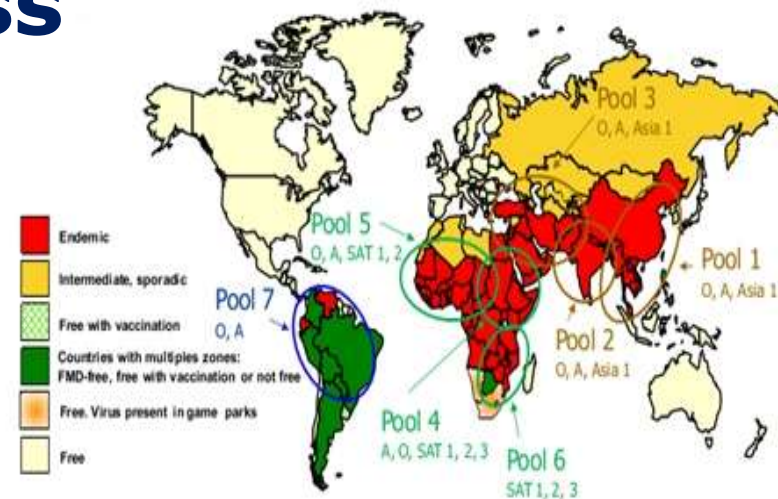 ss
Pool 3
O, A, Asia 1
Pool 5
O, A, SAT 1, 2
Endemic
Intermediate, sporadic
Free with vaccination
Countries with multiples zones:
FMD-free, free with vaccination or not free
Free. Virus present in game parks
Free
Pool 7
O, A
Pool 1
O, A, Asia 1
Pool 2
O, A, Asia 1
Pool 4
A, O, SAT 1, 2, 3
Pool 6
SAT 1, 2, 3